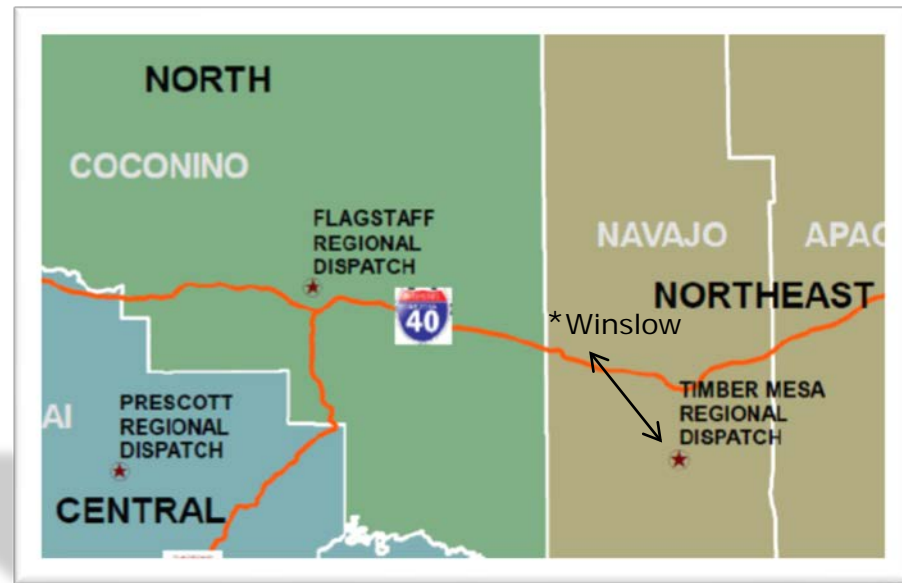 NORTH
COCONINO
FLAGSTAFF
REGIONAL
DISPATCH
NAVAJO
APAC
NORTHEAST
40
*Winslow
TIMBER MESA
REGIONAL
DISPATCH
PRESCOTT
REGIONAL
DISPATCH
AI
CENTRAL